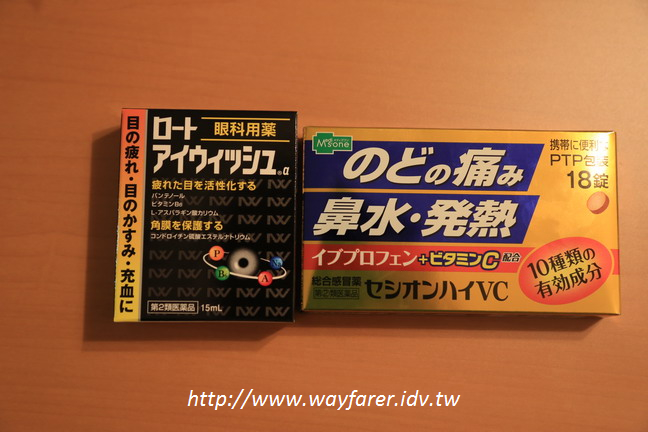 目の疲れ・目のかすみ・充血に
ロート
眼科用薬
アイウィッシュ®α
疲れた目を活性化する
パンテノール
ビタミンB6
L-アスパラギン酸カリウム
角膜を保護する
コンドロイチン硫酸エステルナトリウム
P
B6
A
第2類医薬品
15mL
M'sone
携帯に便利な
PTP包装
18錠
のどの痛み
鼻水・発熱
イブプロフェン+ビタミンC配合
10種類の
有効成分
総合感冒薬
第②類医薬品
セシオンハイVC
http://www.wayfarer.idv.tw